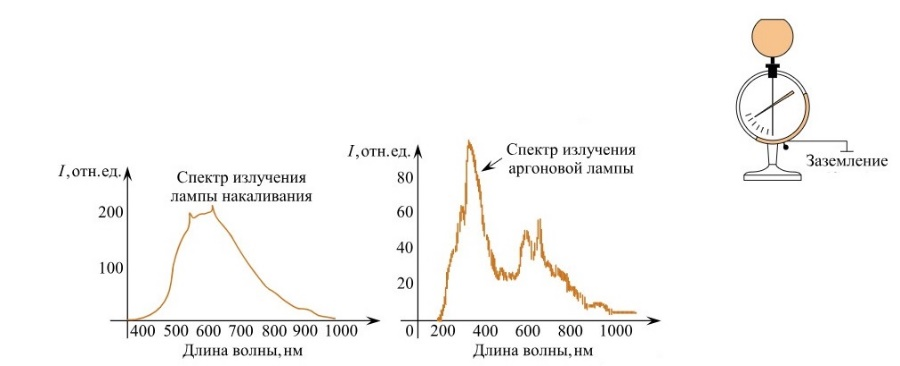 I, отн.ед.
Спектр излучения
лампы накаливания
200
100
400 500 600 700 800 900 1000
Длина волны, нм
I, отн.ед.
Спектр излучения
аргоновой лампы
80
60
40
20
0 200 400 600 800 1000
Длина волны, нм
Заземление